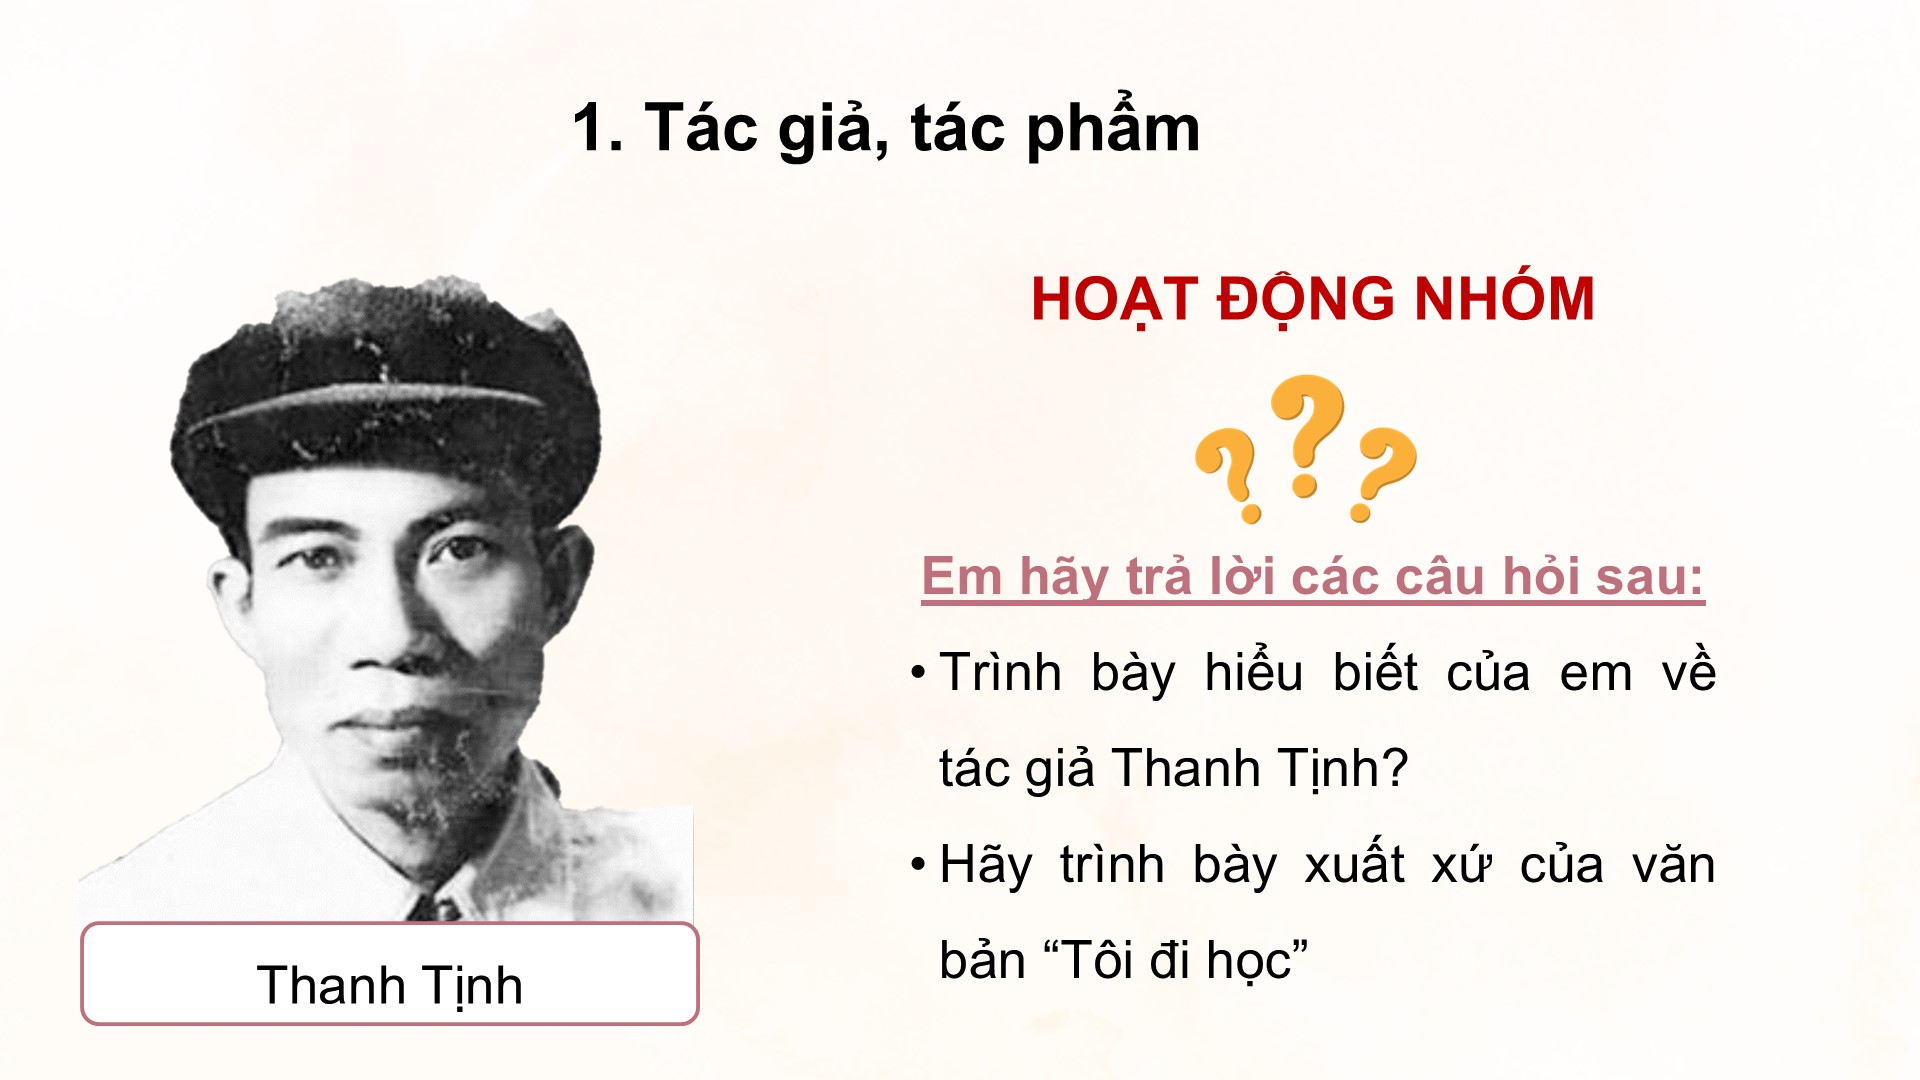 1. Tác giả, tác phẩm
HOẠT ĐỘNG NHÓM
???
Em hãy trả lời các câu hỏi sau:
• Trình bày hiểu biết của em về
tác giả Thanh Tịnh?
• Hãy trình bày xuất xứ của văn
bản “Tôi đi học”
Thanh Tịnh